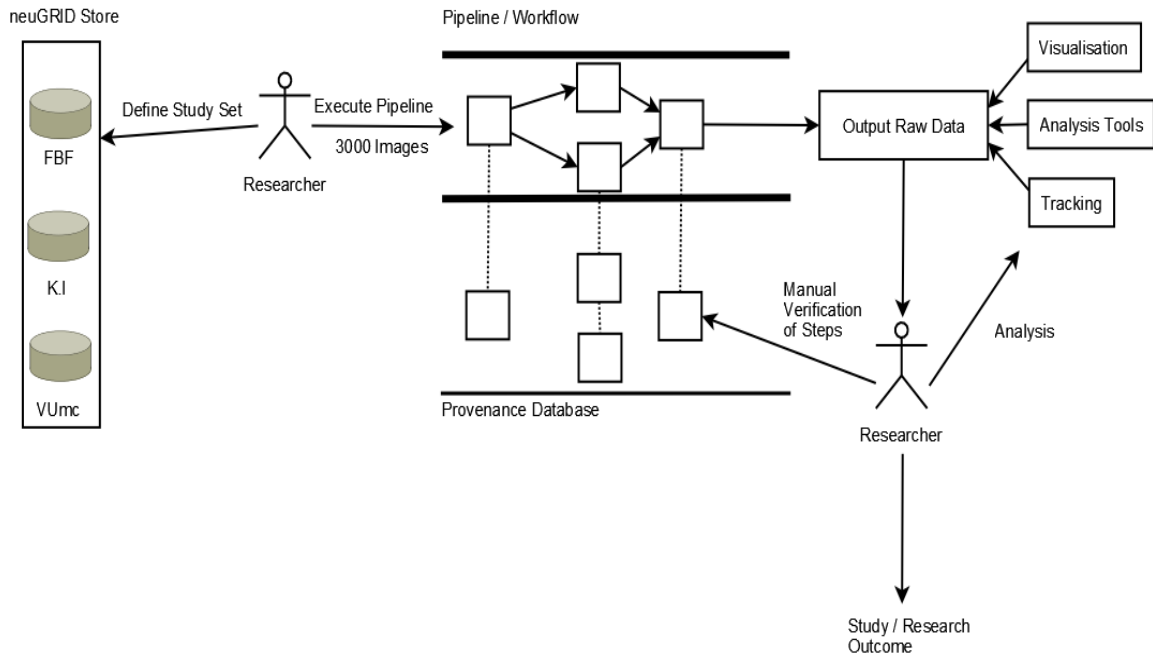 neuGRID Store
Pipeline / Workflow
Visualisation
Define Study Set
Execute Pipeline
3000 Images
Output Raw Data
Analysis Tools
FBF
Researcher
Tracking
K.I
Manual
Verification
of Steps
Analysis
VUmc
Provenance Database
Researcher
Study / Research
Outcome